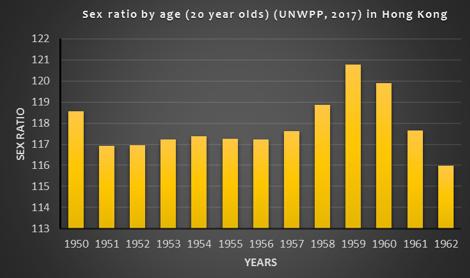 Sex ratio by age (20 year olds) (UNWPP, 2017) in Hong Kong
122
121
120
119
118
117
116
115
114
113
SEX RATIO
1950 1951 1952 1953 1954 1955 1956 1957 1958 1959 1960 1961 1962
YEARS